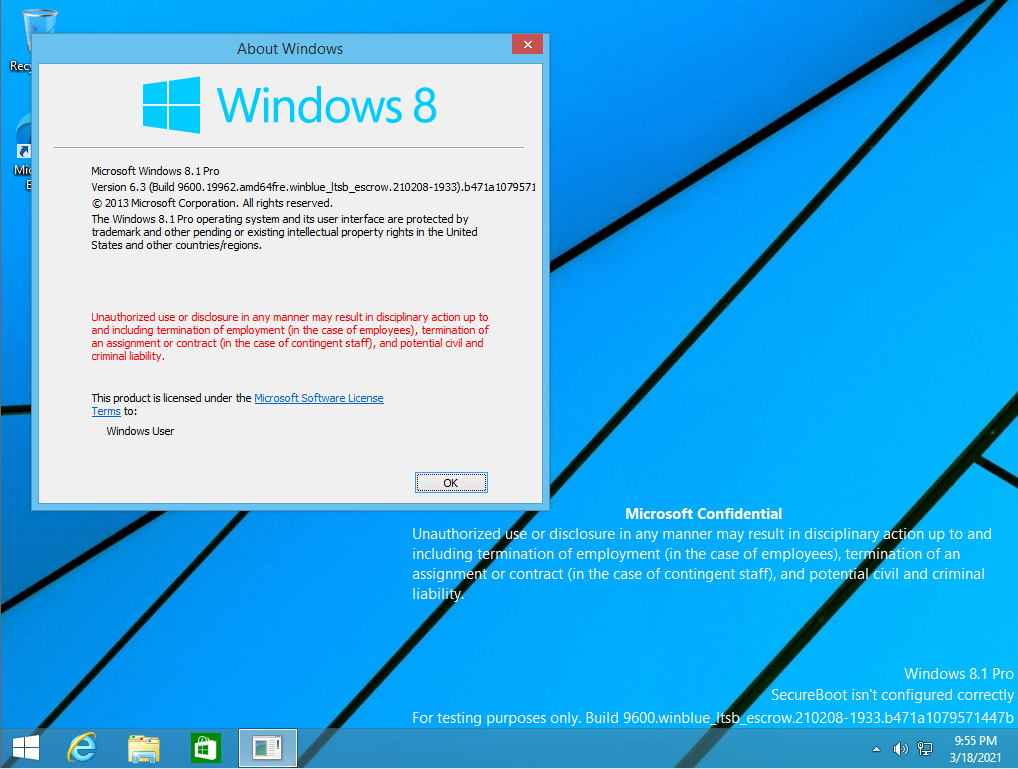 Recy
Mic
E
About Windows
Windows 8
Microsoft Windows 8.1 Pro
Version 6.3 (Build 9600.19962.amd64fre.winblue_ltsb_escrow.210208-1933).b471a1079571
© 2013 Microsoft Corporation. All rights reserved.
The Windows 8.1 Pro operating system and its user interface are protected by
trademark and other pending or existing intellectual property rights in the United
States and other countries/regions.
Unauthorized use or disclosure in any manner may result in disciplinary action up to
and including termination of employment (in the case of employees), termination of
an assignment or contract (in the case of contingent staff), and potential civil and
criminal liability.
This product is licensed under the Microsoft Software License
Terms to:
Windows User
OK
Microsoft Confidential
Unauthorized use or disclosure in any manner may result in disciplinary action up to and
including termination of employment (in the case of employees), termination of an
assignment or contract (in the case of contingent staff), and potential civil and criminal
liability.
Windows 8.1 Pro
SecureBoot isn't configured correctly
For testing purposes only. Build 9600.winblue_ltsb_escrow.210208-1933.b471a1079571447b
9:55 PM
3/18/2021